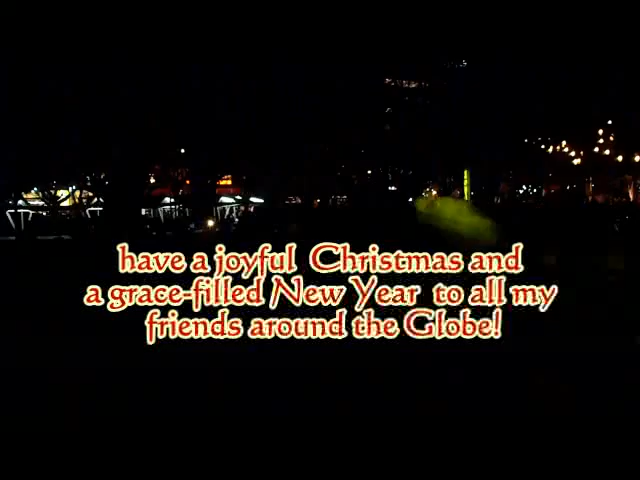 have a joyful Christmas and
a grace-filled New Year to all my
friends around the Globe!